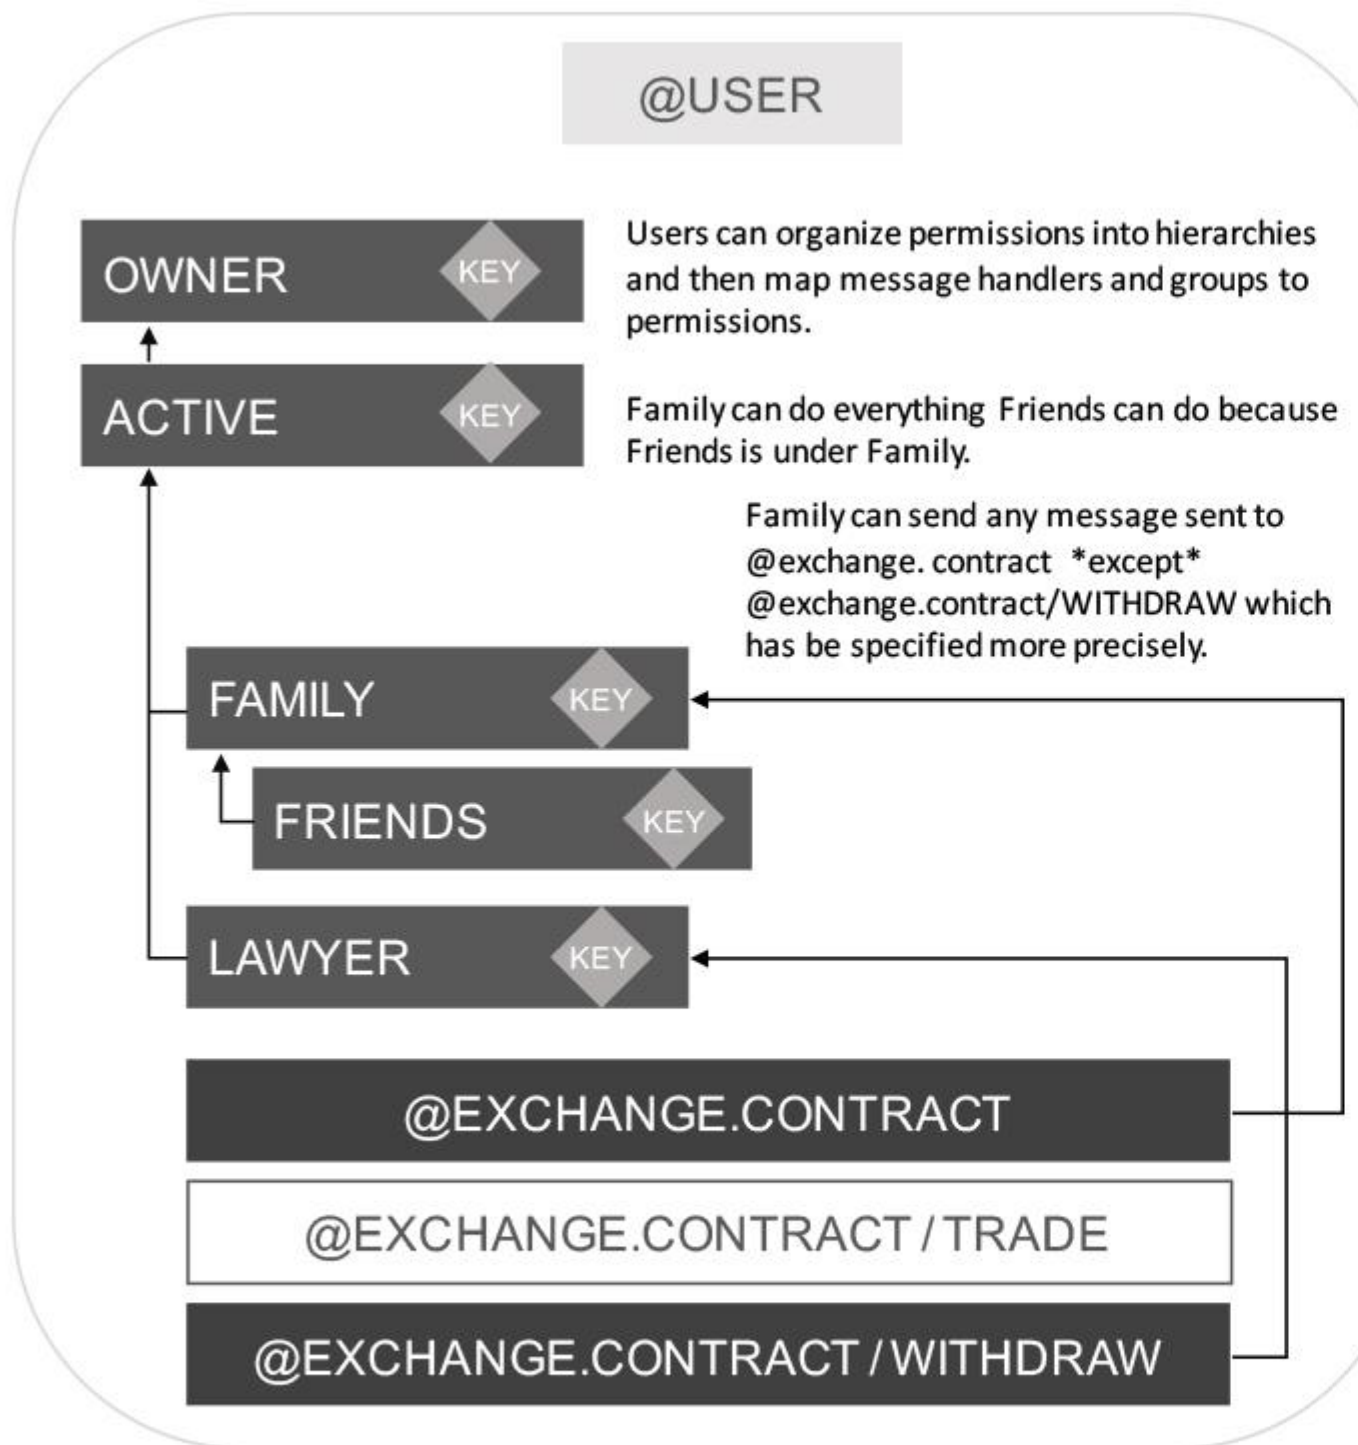 @USER
OWNER
KEY
Users can organize permissions into hierarchies
and then map message handlers and groups to
permissions.
ACTIVE
KEY
Family can do everything Friends can do because
Friends is under Family.
Family can send any message sent to
@exchange. contract *except*
@exchange.contract/WITHDRAW which
has be specified more precisely.
FAMILY
KEY
FRIENDS
KEY
LAWYER
KEY
@EXCHANGE.CONTRACT
@EXCHANGE.CONTRACT / TRADE
@EXCHANGE.CONTRACT / WITHDRAW